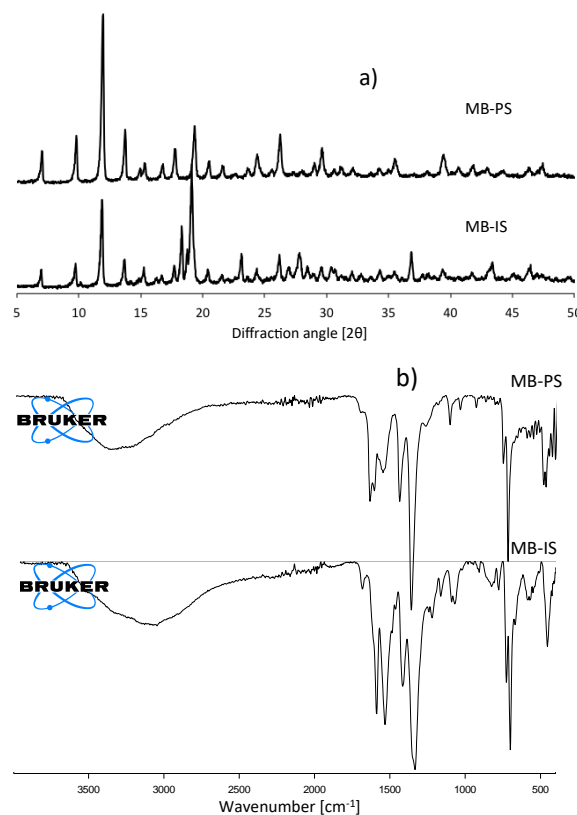 a)
MB-PS
MB-IS
5 10 15 20 25 30 35 40 45 50
Diffraction angle [2θ]
b)
MB-PS
BRUKER
MB-IS
BRUKER
3500 3000 2500 2000 1500 1000 500
Wavenumber [cm⁻¹]